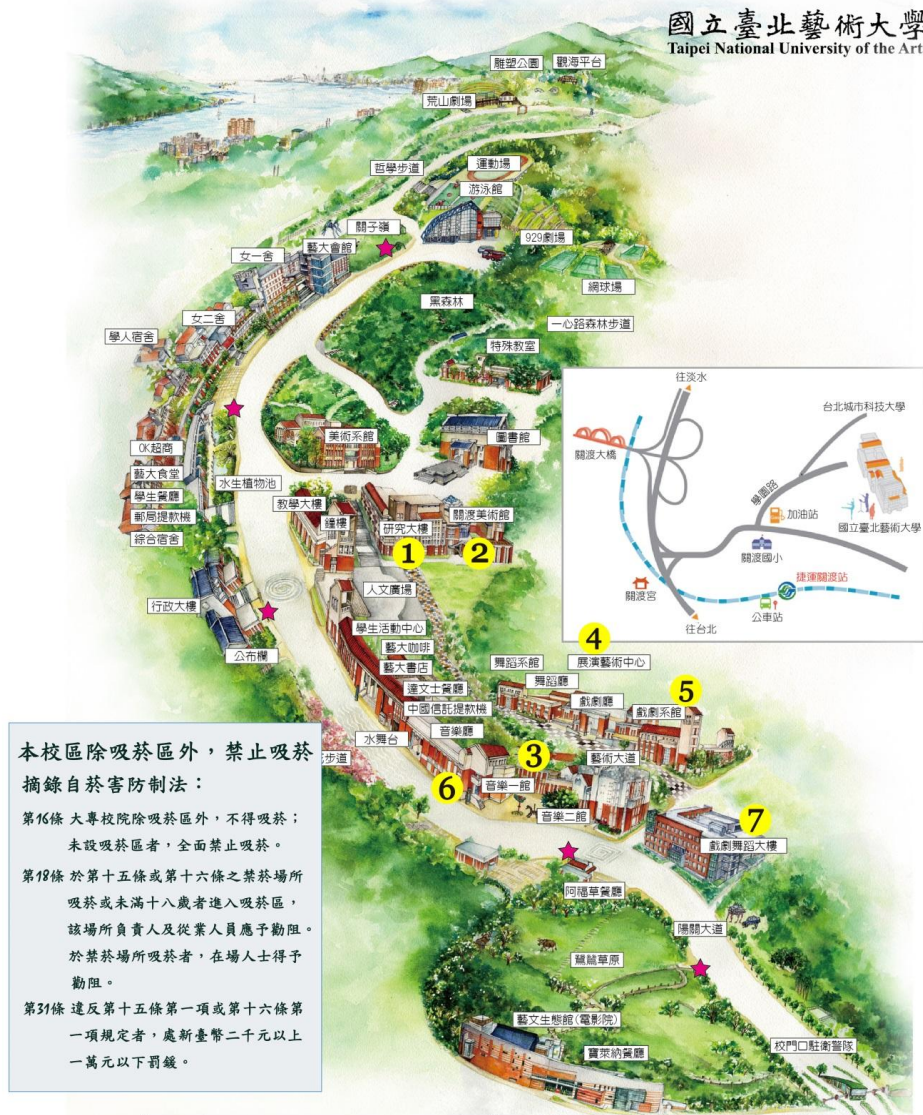 國立臺北藝術大學
Taipei National University of the Art
雕塑公園
觀海平台
荒山劇場
哲學步道
運動場
游泳館
關子嶺
藝大會館
929劇場
女一舍
網球場
黑森林
女二舍
一心路森林步道
學人宿舍
特殊教室
往淡水
台北城市科技大學
關渡大橋
學園路
加油站
國立臺北藝術大學
關渡國小
捷運關渡站
關渡宮
公車站
往台北
美術系館
圖書館
OK超商
藝大食堂
水生植物池
學生餐廳
教學大樓
郵局提款機
鐘樓
研究大樓
關渡美術館
綜合宿舍
1
2
人文廣場
行政大樓
學生活動中心
公布欄
藝大咖啡
藝大書店
4
舞蹈系館
展演藝術中心
舞蹈廳
達文士餐廳
戲劇廳
5
戲劇系館
中國信託提款機
水舞台
音樂廳
3
藝術大道
步道
6
音樂一館
音樂二館
7
戲劇舞蹈大樓
阿福草餐廳
陽關大道
鷺鷥草原
藝文生態館(電影院)
寶萊納餐廳
校門口駐衛警隊
本校區除吸菸區外，禁止吸菸
摘錄自菸害防制法：
第16條 大專校院除吸菸區外，不得吸菸；
未設吸菸區者，全面禁止吸菸。
第18條 於第十五條或第十六條之禁菸場所
吸菸或未滿十八歲者進入吸菸區，
該場所負責人及從業人員應予勸阻。
於禁菸場所吸菸者，在場人士得予
勸阻。
第31條 違反第十五條第一項或第十六條第
一項規定者，處新臺幣二千元以上
一萬元以下罰鍰。